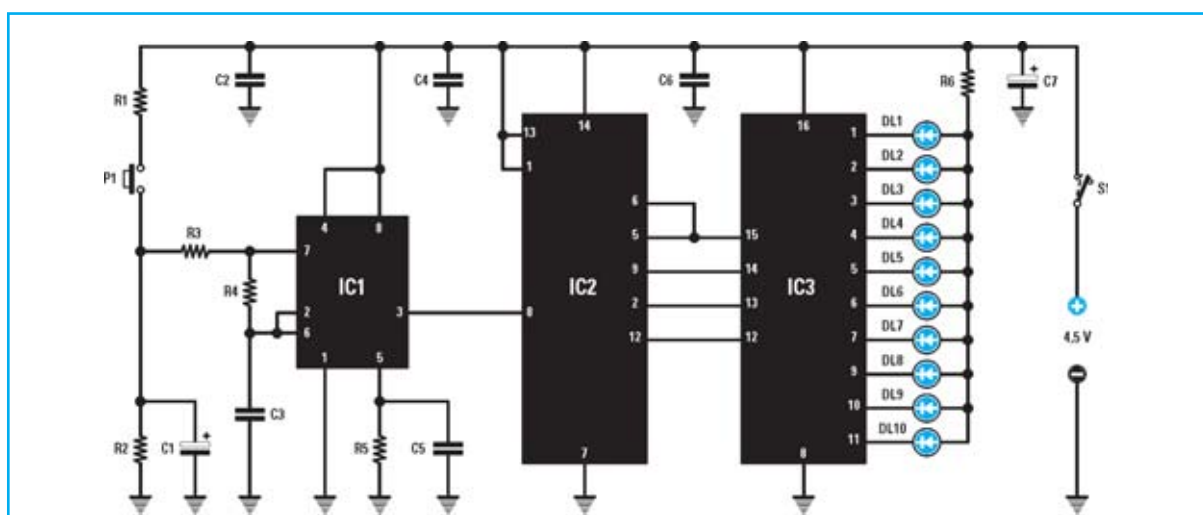 C2
C4
C6
R6
+
C7
R1
DL1
14
16
1
13
DL2
1
2
P1
DL3
S1
6
3
R3
4
8
DL4
5
15
4
7
DL5
IC1
IC2
9
14
IC3
5
R4
DL6
+
2
3
8
2
13
6
6
DL7
4,5 V
12
12
7
1
5
DL8
9
C3
DL9
10
R2
+
C1
R5
C5
DL10
7
8
11